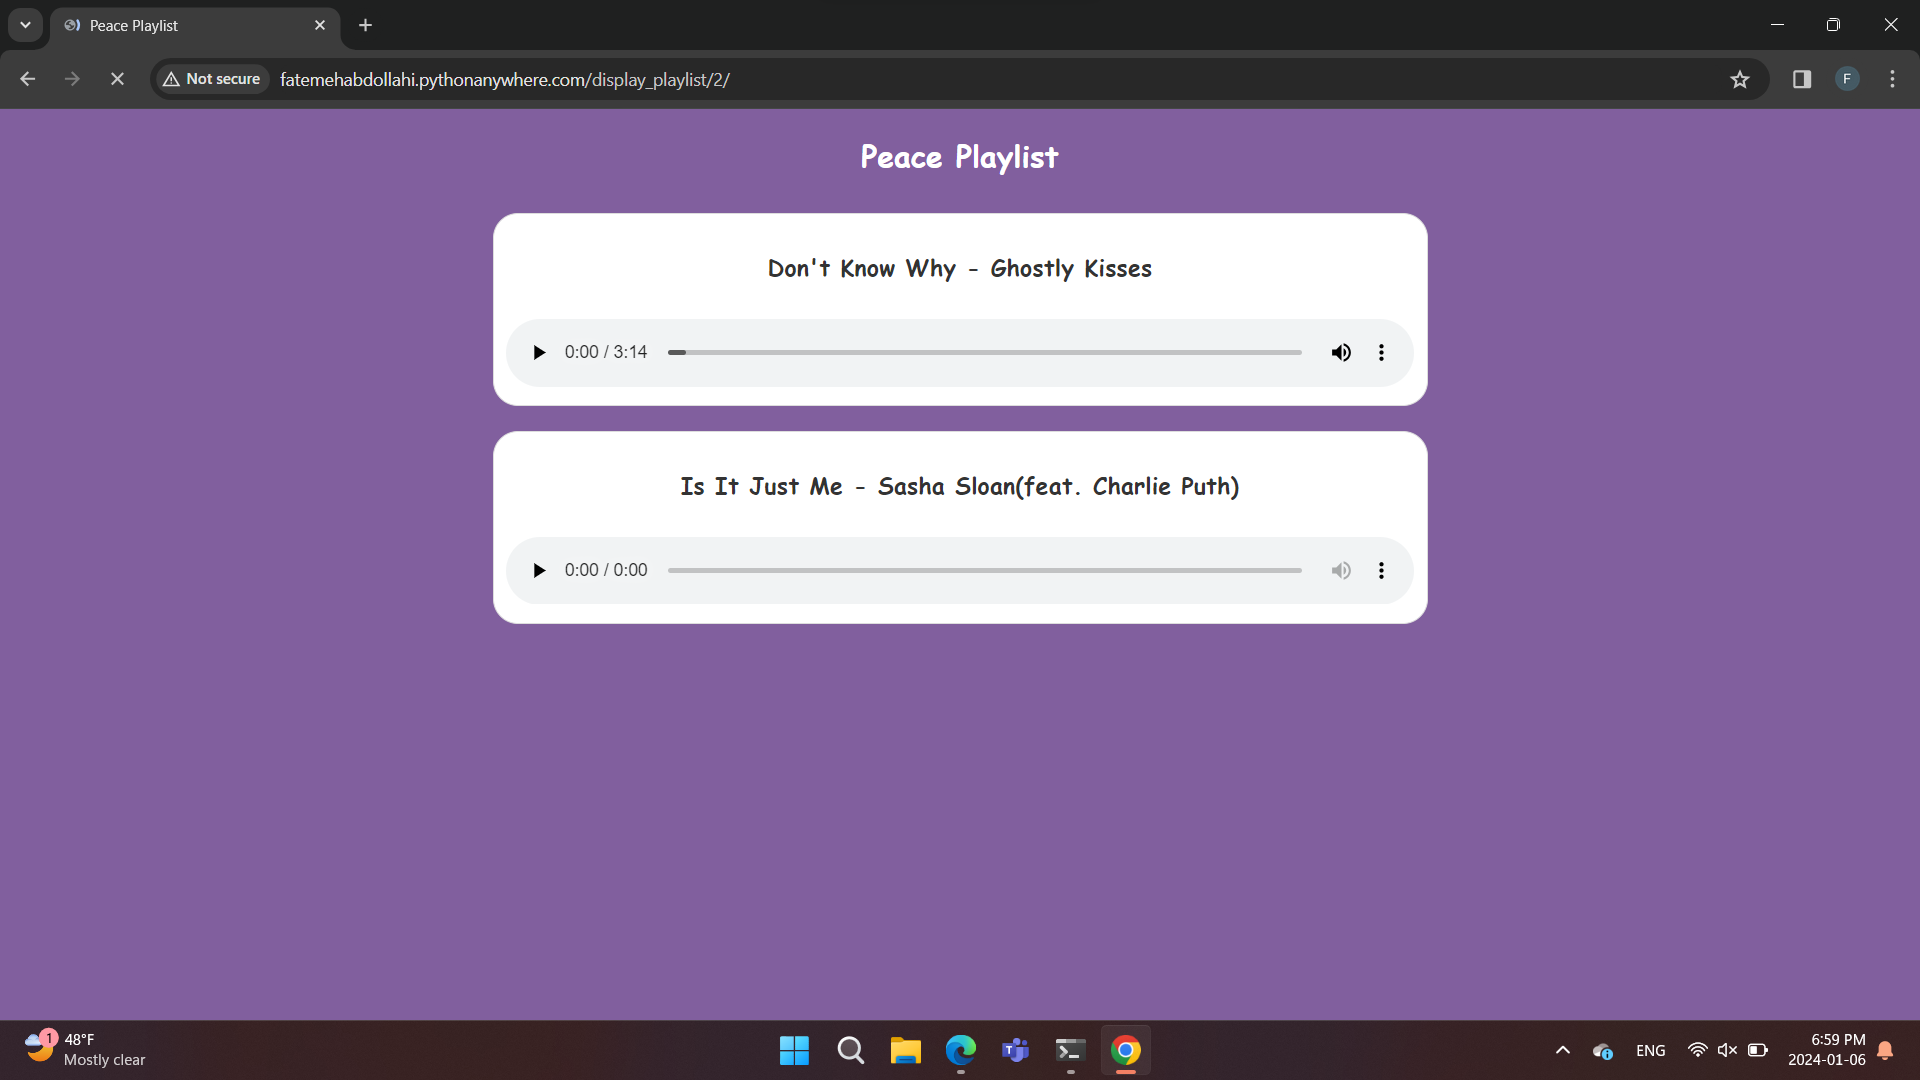 Peace Playlist
Not secure
fatemehabdollahi.pythonanywhere.com/display_playlist/2/
F
Peace Playlist
Don't Know Why - Ghostly Kisses
0:00 / 3:14
Is It Just Me - Sasha Sloan(feat. Charlie Puth)
0:00 / 0:00
1
48°F
Mostly clear
T
ENG
6:59 PM
2024-01-06